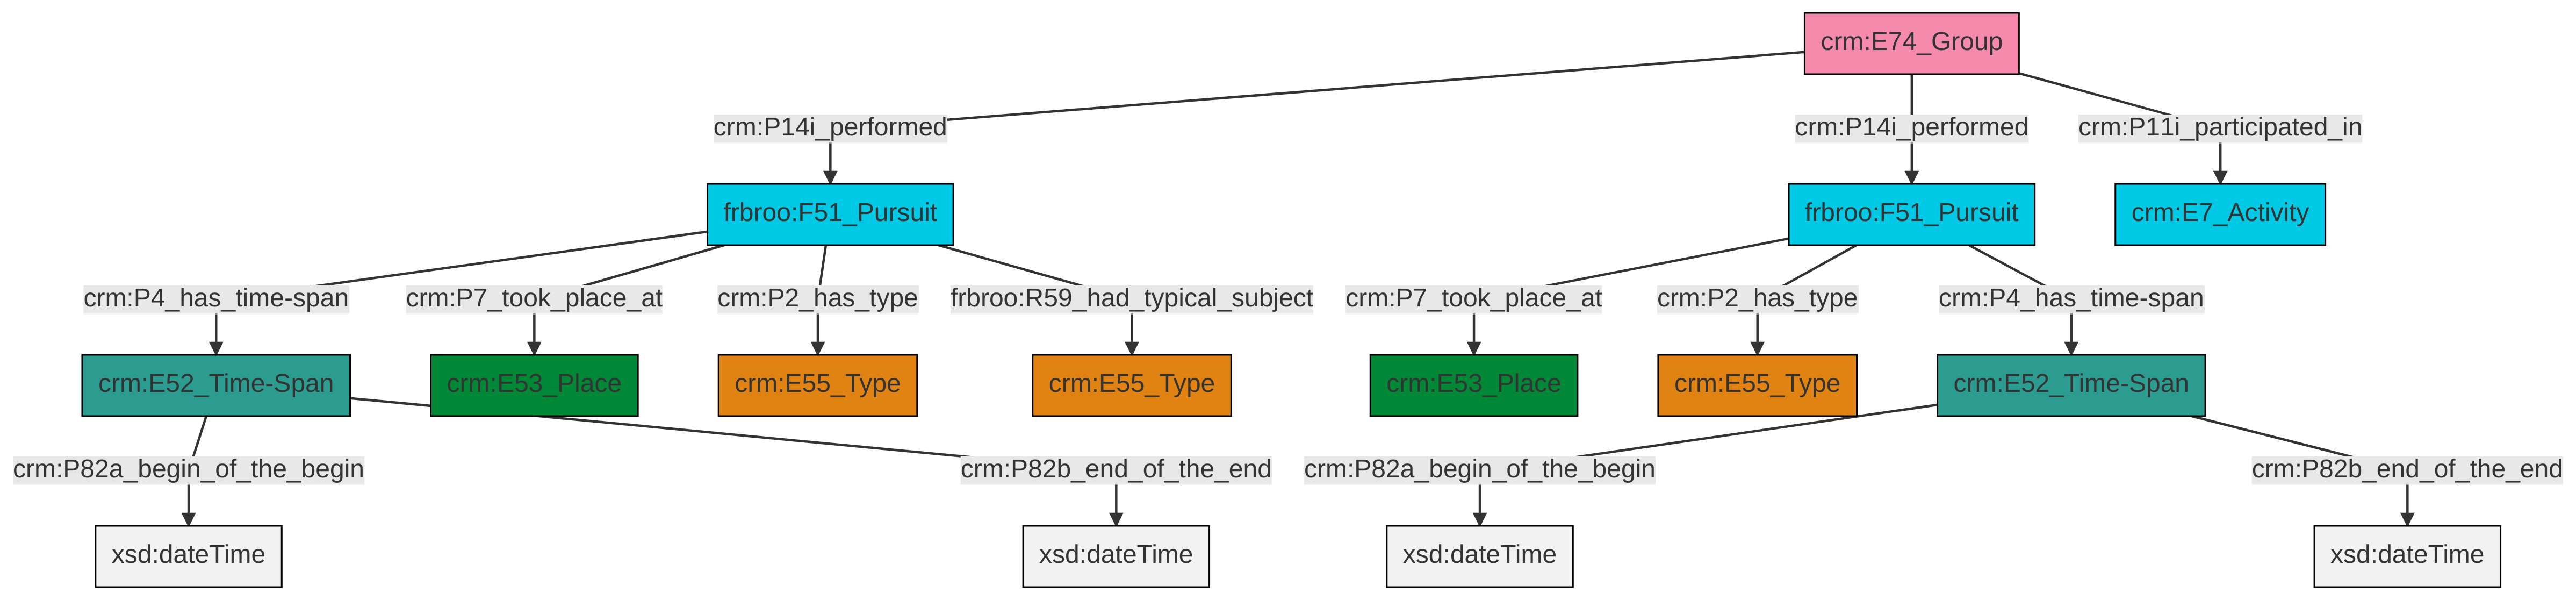 crm:E74_Group
crm:P14i_performed
crm:P14i_performed
crm:P11i_participated_in
frbroo:F51_Pursuit
frbroo:F51_Pursuit
crm:E7_Activity
crm:P4_has_time-span
crm:P7_took_place_at
crm:P2_has_type
frbroo:R59_had_typical_subject
crm:P7_took_place_at
crm:P2_has_type
crm:P4_has_time-span
crm:E52_Time-Span
crm:E53_Place
crm:E55_Type
crm:E55_Type
crm:E53_Place
crm:E55_Type
crm:E52_Time-Span
crm:P82a_begin_of_the_begin
crm:P82b_end_of_the_end
crm:P82a_begin_of_the_begin
crm:P82b_end_of_the_end
xsd:dateTime
xsd:dateTime
xsd:dateTime
xsd:dateTime